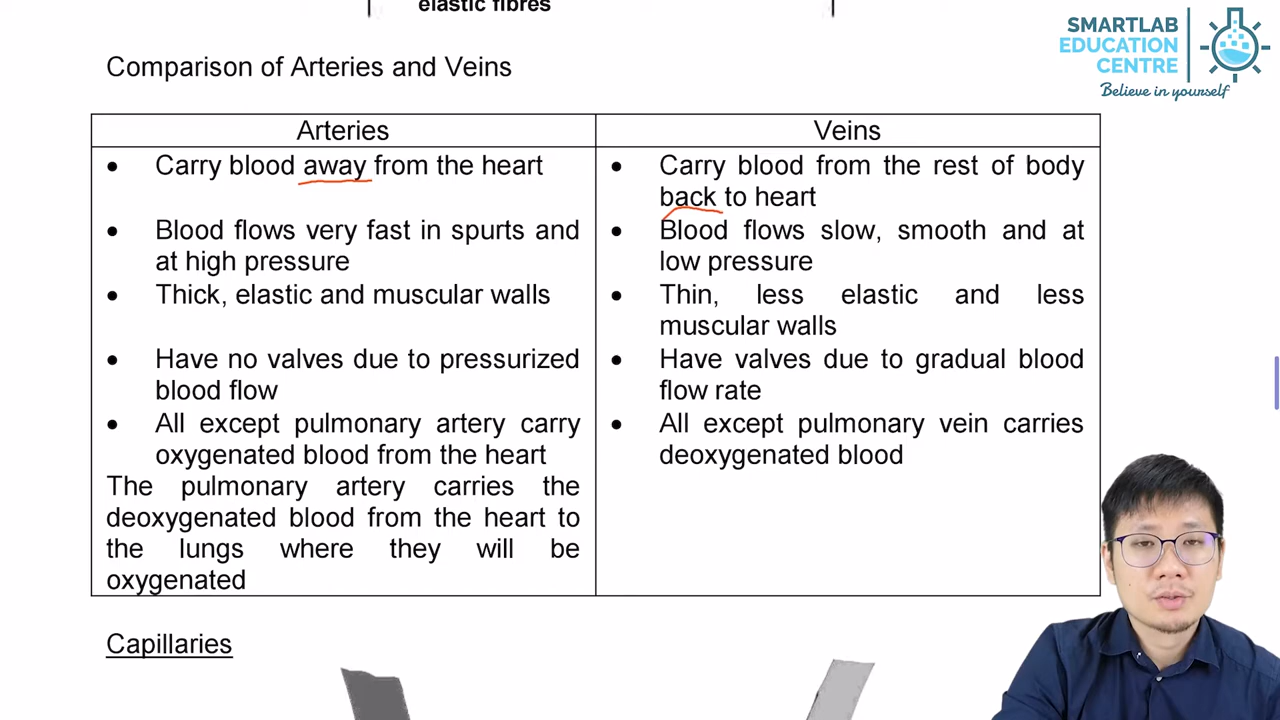 elastic fibres
SMARTLAB
EDUCATION
CENTRE
Believe in yourself
Comparison of Arteries and Veins
Arteries
• Carry blood away from the heart
• Blood flows very fast in spurts and
at high pressure
• Thick, elastic and muscular walls
• Have no valves due to pressurized
blood flow
• All except pulmonary artery carry
oxygenated blood from the heart
The pulmonary artery carries the
deoxygenated blood from the heart to
the lungs where they will be
oxygenated
Veins
• Carry blood from the rest of body
back to heart
• Blood flows slow, smooth and at
low pressure
• Thin, less elastic and less
muscular walls
• Have valves due to gradual blood
flow rate
• All except pulmonary vein carries
deoxygenated blood
Capillaries